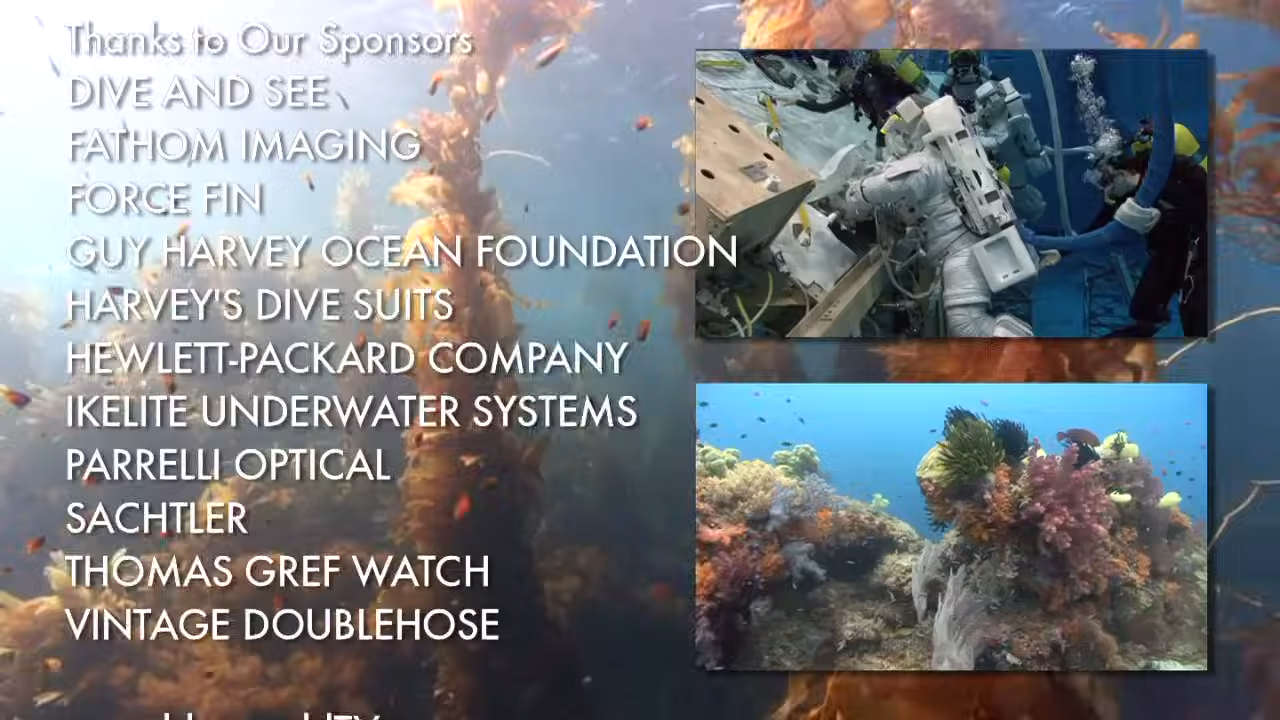 Thanks to Our Sponsors
DIVE AND SEE
FATHOM IMAGING
FORCE FIN
GUY HARVEY OCEAN FOUNDATION
HARVEY'S DIVE SUITS
HEWLETT-PACKARD COMPANY
IKELITE UNDERWATER SYSTEMS
PARRELLI OPTICAL
SACHTLER
THOMAS GREF WATCH
VINTAGE DOUBLEHOSE